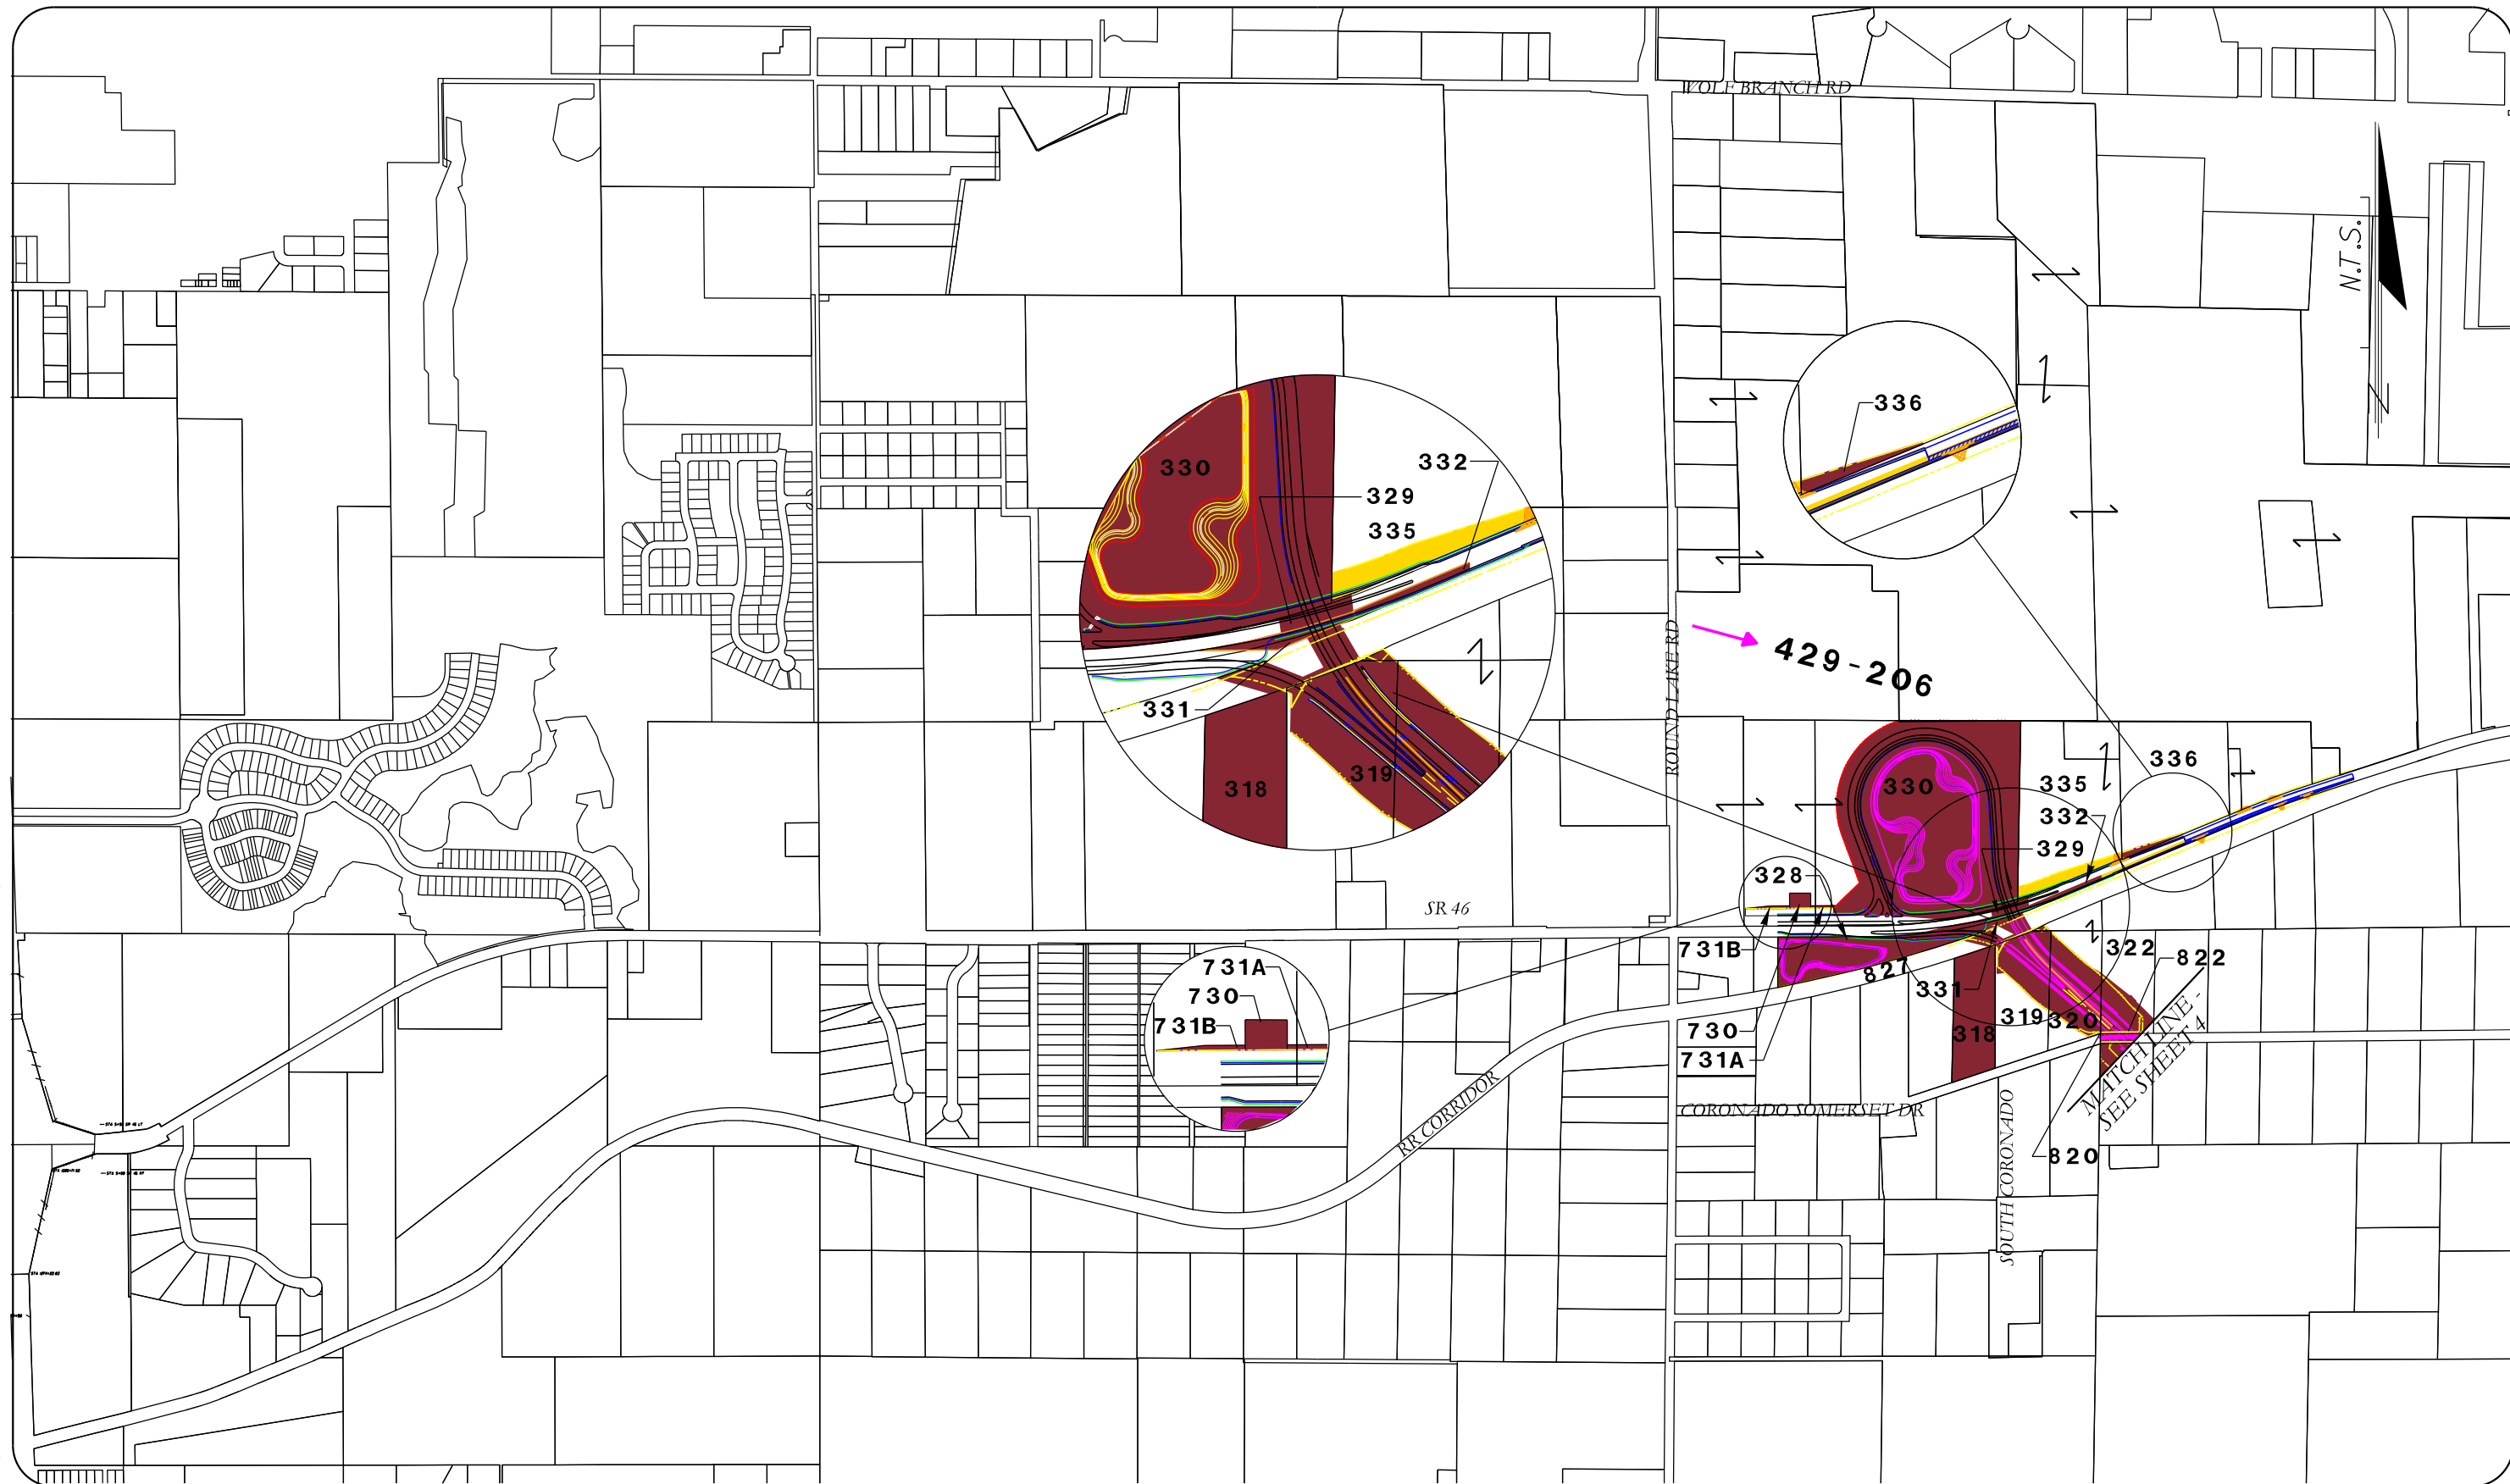 WOLF BRANCH RD
N.T.S.
336
330
332
329
335
331
318
319
ROUND LAKE RD
429-206
330
335
336
332
329
328
SR 46
731B
827
331
322
822
731A
730
731B
730
731A
318
319
320
MATCH LINE -
SEE SHEET 4
RR CORRIDOR
CORONADO SOMERSET DR
SOUTH CORONADO
820